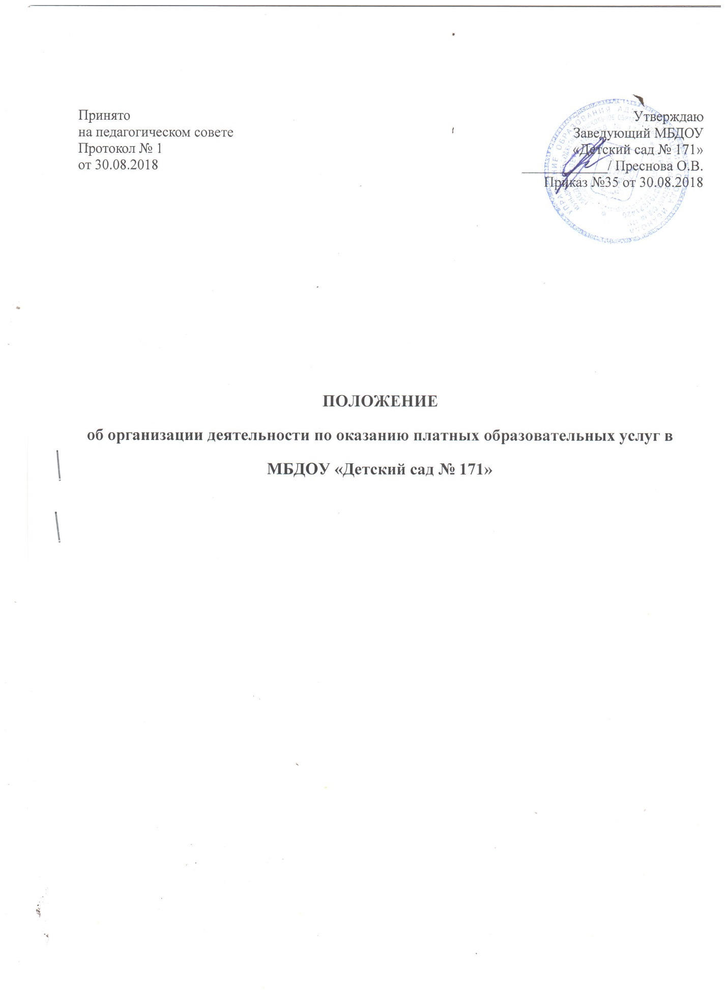 Принято
на педагогическом совете
Протокол № 1
от 30.08.2018
Утверждаю
Заведующий МБДОУ
«Детский сад № 171»
____________/ Преснова О.В.
Приказ №35 от 30.08.2018
ПОЛОЖЕНИЕ
об организации деятельности по оказанию платных образовательных услуг в
МБДОУ «Детский сад № 171»